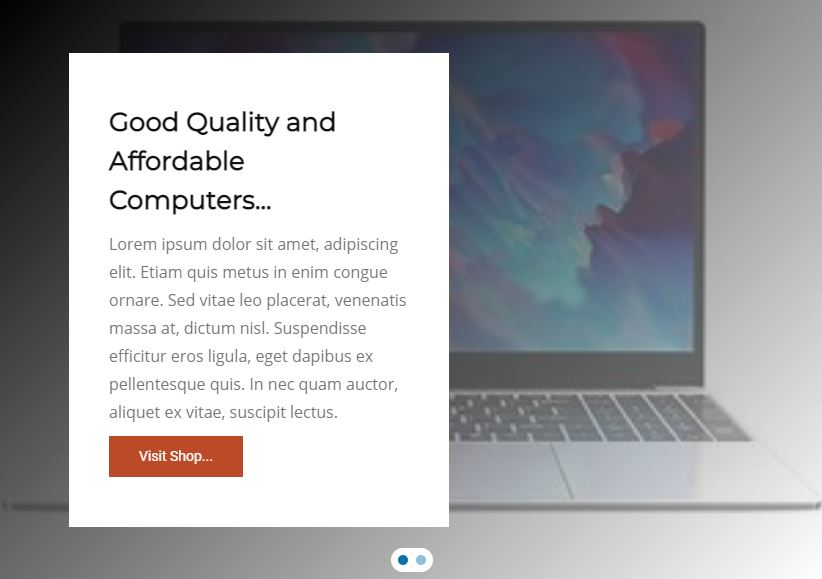 Good Quality and
Affordable
Computers...
Lorem ipsum dolor sit amet, adipiscing
elit. Etiam quis metus in enim congue
ornare. Sed vitae leo placerat, venenatis
massa at, dictum nisl. Suspendisse
efficitur eros ligula, eget dapibus ex
pellentesque quis. In nec quam auctor,
aliquet ex vitae, suscipit lectus.
Visit Shop...